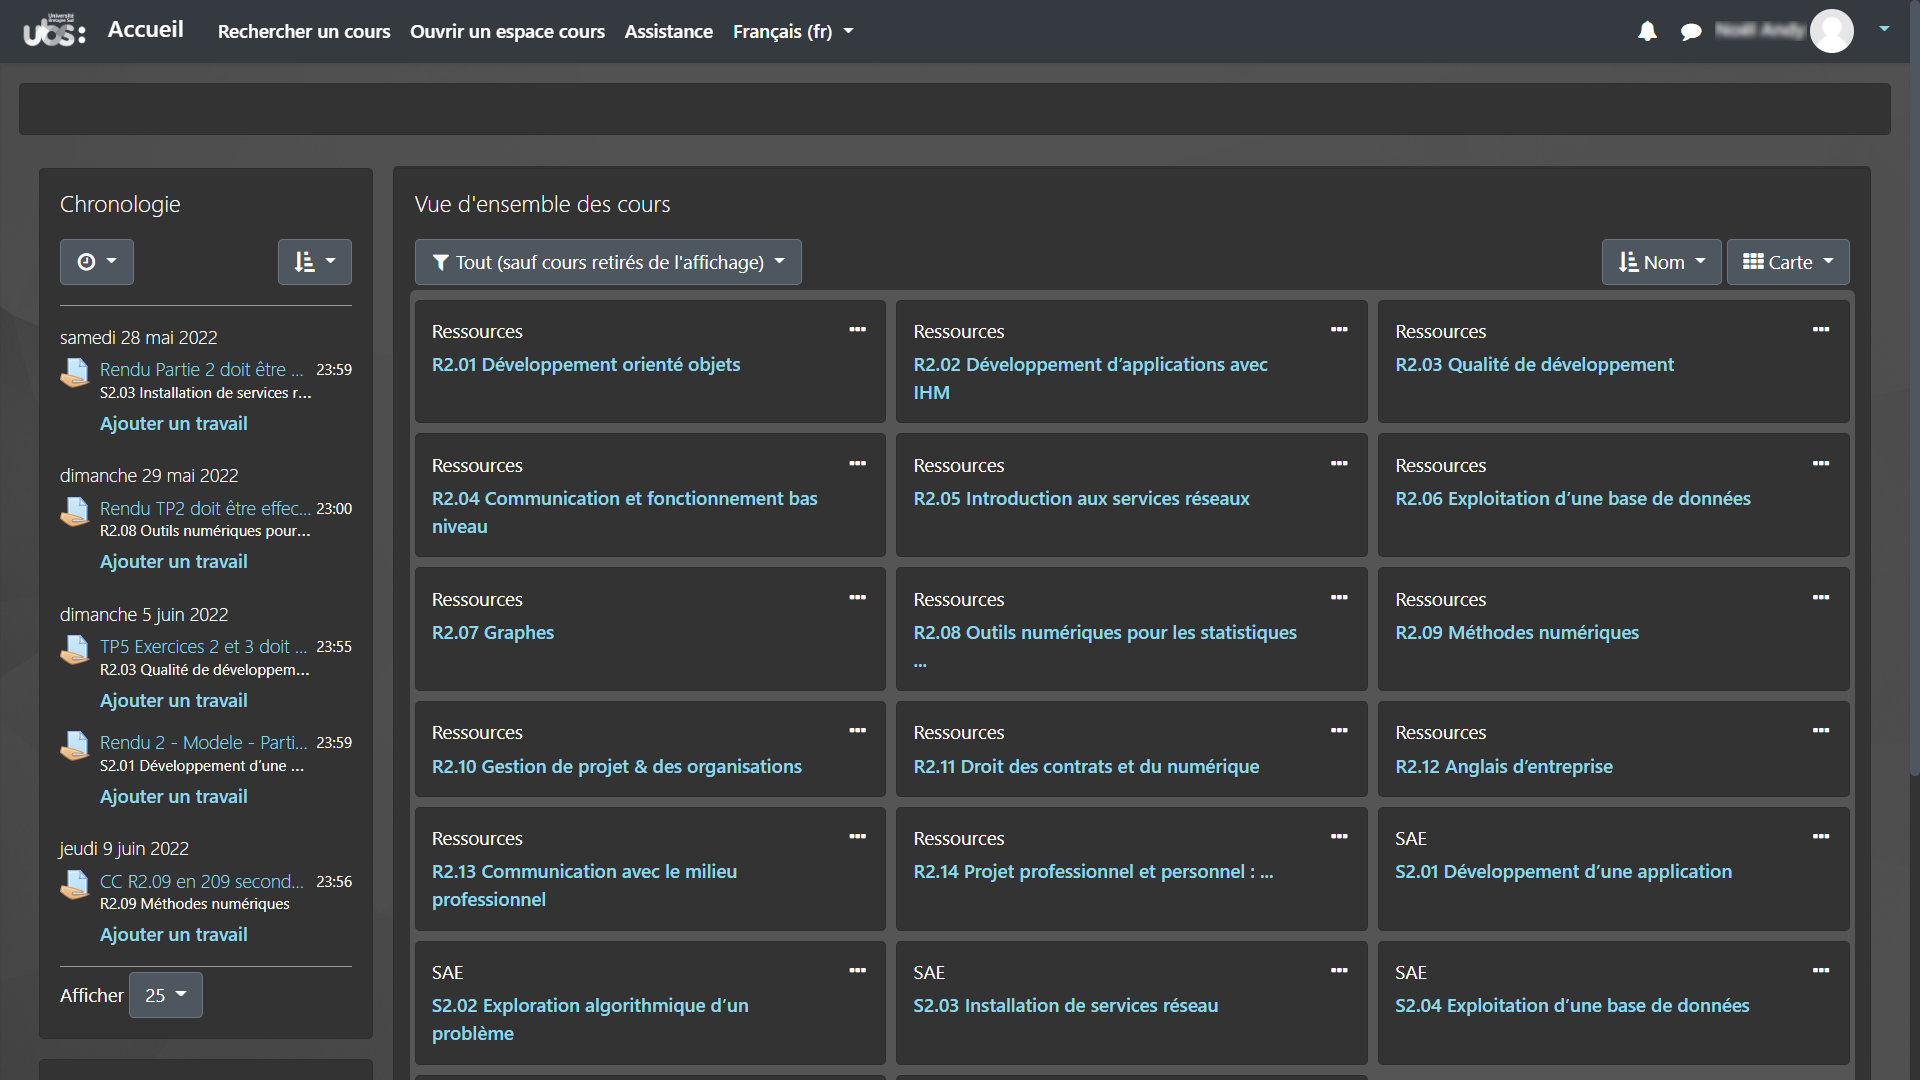 Université
Bretagne Sud
ubs:
Accueil
Rechercher un cours
Ouvrir un espace cours
Assistance
Français (fr)
Chronologie
samedi 28 mai 2022
Rendu Partie 2 doit être ... 23:59
S2.03 Installation de services r...
Ajouter un travail
dimanche 29 mai 2022
Rendu TP2 doit être effec... 23:00
R2.08 Outils numériques pour...
Ajouter un travail
dimanche 5 juin 2022
TP5 Exercices 2 et 3 doit ... 23:55
R2.03 Qualité de développem...
Ajouter un travail
Rendu 2 - Modele - Parti... 23:59
S2.01 Développement d’une ...
Ajouter un travail
jeudi 9 juin 2022
CC R2.09 en 209 second... 23:56
R2.09 Méthodes numériques
Ajouter un travail
Afficher 25
Vue d'ensemble des cours
Tout (sauf cours retirés de l'affichage)
Nom
Carte
Ressources
R2.01 Développement orienté objets
Ressources
R2.02 Développement d’applications avec
IHM
Ressources
R2.03 Qualité de développement
Ressources
R2.04 Communication et fonctionnement bas
niveau
Ressources
R2.05 Introduction aux services réseaux
Ressources
R2.06 Exploitation d’une base de données
Ressources
R2.07 Graphes
Ressources
R2.08 Outils numériques pour les statistiques
...
Ressources
R2.09 Méthodes numériques
Ressources
R2.10 Gestion de projet & des organisations
Ressources
R2.11 Droit des contrats et du numérique
Ressources
R2.12 Anglais d’entreprise
Ressources
R2.13 Communication avec le milieu
professionnel
Ressources
R2.14 Projet professionnel et personnel : ...
SAE
S2.01 Développement d’une application
SAE
S2.02 Exploration algorithmique d’un
problème
SAE
S2.03 Installation de services réseau
SAE
S2.04 Exploitation d’une base de données